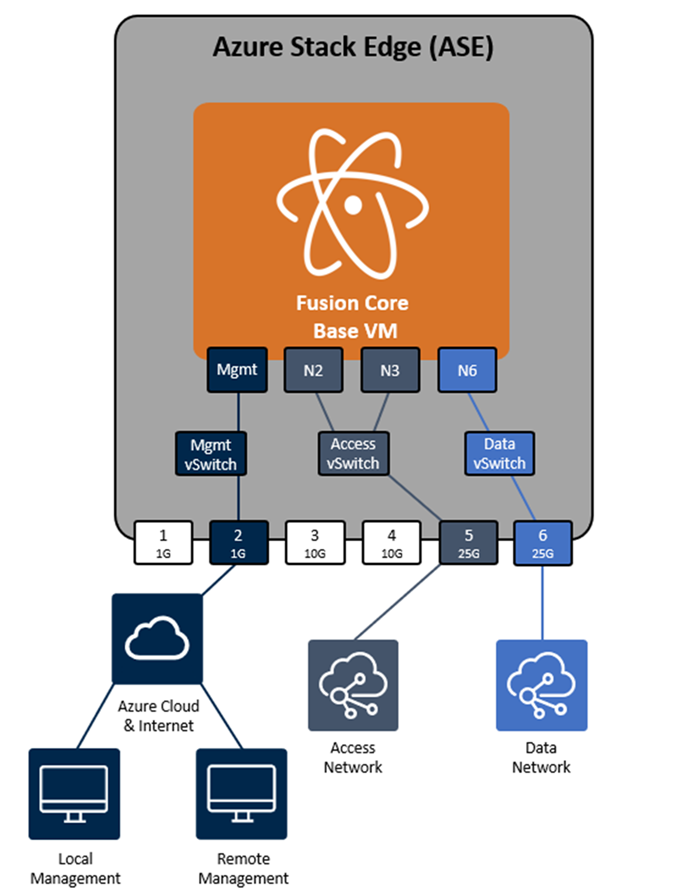 Azure Stack Edge (ASE)
Fusion Core
Base VM
Mgmt
N2
N3
N6
Mgmt
vSwitch
Access
vSwitch
Data
vSwitch
1
1G
2
1G
3
10G
4
10G
5
25G
6
25G
Azure Cloud
& Internet
Access
Network
Data
Network
Local
Management
Remote
Management